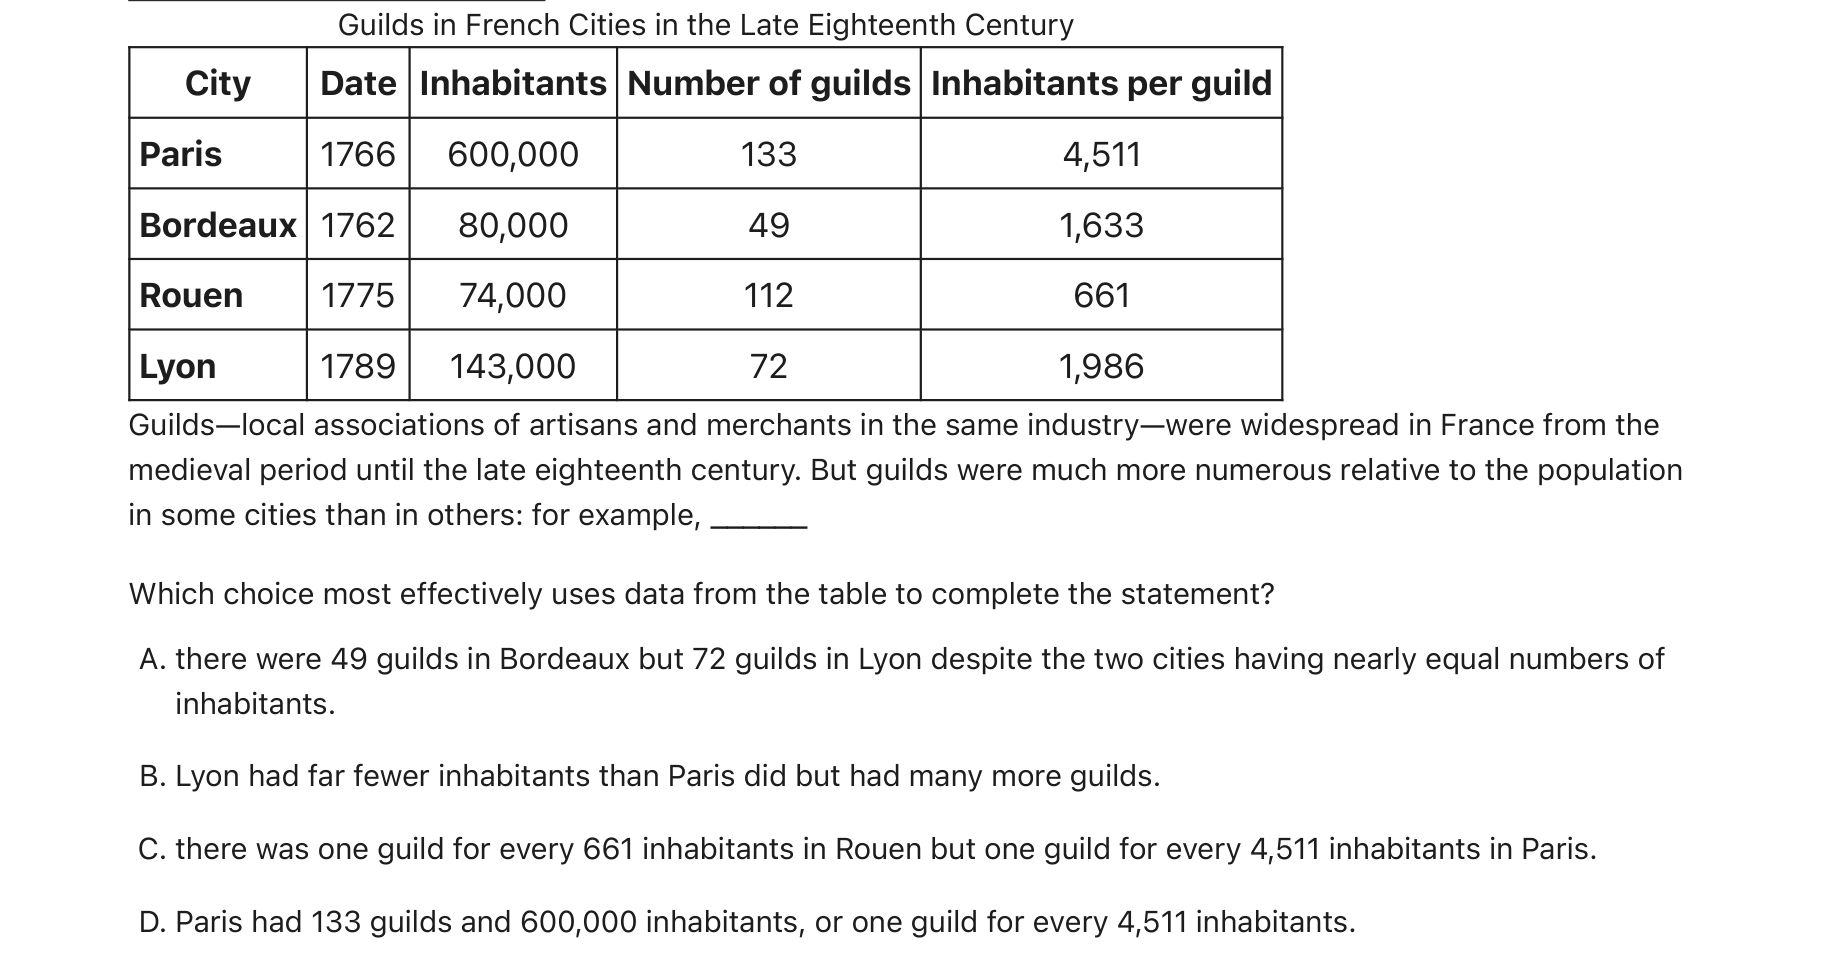 Guilds in French Cities in the Late Eighteenth Century
City Date Inhabitants Number of guilds Inhabitants per guild
Paris 1766 600,000 133 4,511
Bordeaux 1762 80,000 49 1,633
Rouen 1775 74,000 112 661
Lyon 1789 143,000 72 1,986
Guilds—local associations of artisans and merchants in the same industry—were widespread in France from the
medieval period until the late eighteenth century. But guilds were much more numerous relative to the population
in some cities than in others: for example, ______
Which choice most effectively uses data from the table to complete the statement?
A. there were 49 guilds in Bordeaux but 72 guilds in Lyon despite the two cities having nearly equal numbers of
inhabitants.
B. Lyon had far fewer inhabitants than Paris did but had many more guilds.
C. there was one guild for every 661 inhabitants in Rouen but one guild for every 4,511 inhabitants in Paris.
D. Paris had 133 guilds and 600,000 inhabitants, or one guild for every 4,511 inhabitants.